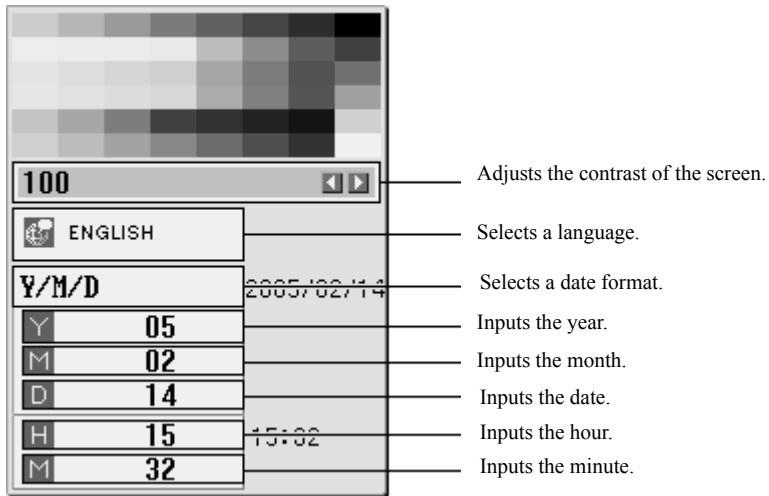 100
Adjusts the contrast of the screen.
ENGLISH
Selects a language.
Y/M/D
2005/02/14
Selects a date format.
Y 05
Inputs the year.
M 02
Inputs the month.
D 14
Inputs the date.
H 15
15:32
Inputs the hour.
M 32
Inputs the minute.